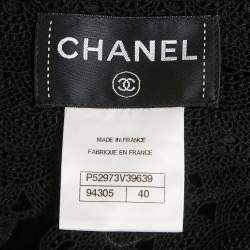 CHANEL
MADE IN FRANCE
FABRIQUE EN FRANCE
P52973V39639
94305 40